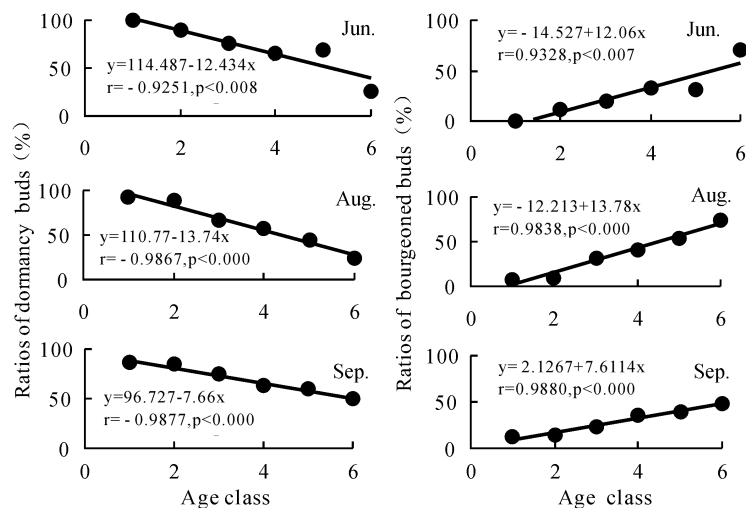 Ratios of dormancy buds (%)
100
50
0
0
2
4
6
Jun.
y=114.487-12.434x
r= - 0.9251,p<0.008
100
50
0
0
2
4
6
Aug.
y=110.77-13.74x
r= - 0.9867,p<0.000
100
50
0
0
2
4
6
Sep.
y=96.727-7.66x
r= - 0.9877,p<0.000
Age class
Ratios of bourgeoned buds (%)
100
50
0
0
2
4
6
Jun.
y= - 14.527+12.06x
r=0.9328,p<0.007
100
50
0
0
2
4
6
Aug.
y= - 12.213+13.78x
r=0.9838,p<0.000
100
50
0
0
2
4
6
Sep.
y= 2.1267+7.6114x
r=0.9880,p<0.000
Age class